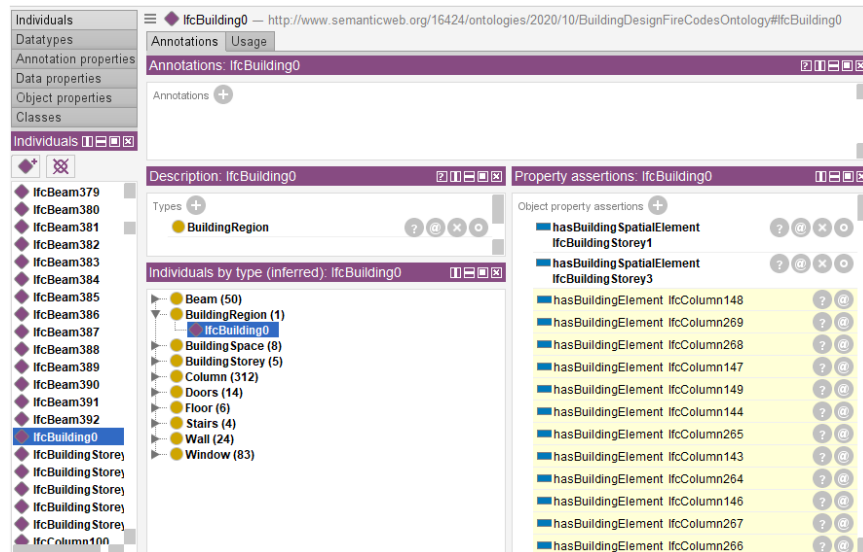 Individuals
Datatypes
Annotation properties
Data properties
Object properties
Classes
Individuals
IfcBeam379
IfcBeam380
IfcBeam381
IfcBeam382
IfcBeam383
IfcBeam384
IfcBeam385
IfcBeam386
IfcBeam387
IfcBeam388
IfcBeam389
IfcBeam390
IfcBeam391
IfcBeam392
IfcBuilding0
IfcBuildingStorey
IfcBuildingStorey
IfcBuildingStorey
IfcBuildingStorey
IfcBuildingStorey
IfcColumn100
IfcBuilding0 — http://www.semanticweb.org/16424/ontologies/2020/10/BuildingDesignFireCodesOntology#IfcBuilding0
Annotations Usage
Annotations: IfcBuilding0
Annotations
Description: IfcBuilding0
Types
BuildingRegion
Individuals by type (inferred): IfcBuilding0
Beam (50)
BuildingRegion (1)
IfcBuilding0
BuildingSpace (8)
BuildingStorey (5)
Column (312)
Doors (14)
Floor (6)
Stairs (4)
Wall (24)
Window (83)
Property assertions: IfcBuilding0
Object property assertions
hasBuildingSpatialElement
IfcBuildingStorey1
hasBuildingSpatialElement
IfcBuildingStorey3
hasBuildingElement IfcColumn148
hasBuildingElement IfcColumn269
hasBuildingElement IfcColumn268
hasBuildingElement IfcColumn147
hasBuildingElement IfcColumn149
hasBuildingElement IfcColumn144
hasBuildingElement IfcColumn265
hasBuildingElement IfcColumn143
hasBuildingElement IfcColumn264
hasBuildingElement IfcColumn146
hasBuildingElement IfcColumn267
hasBuildingElement IfcColumn266